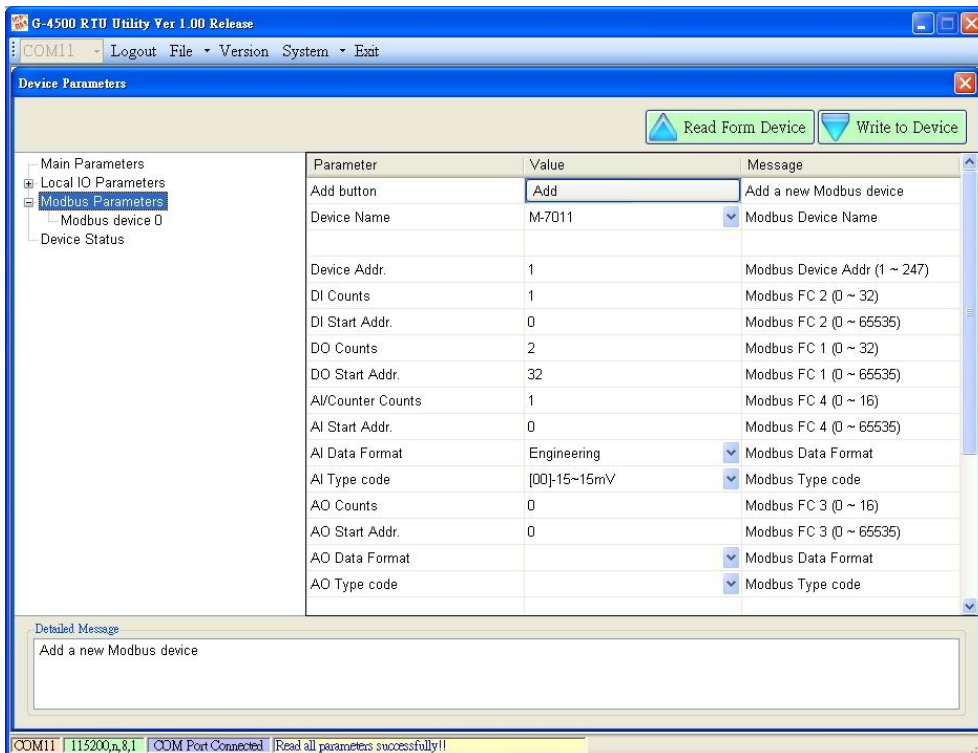 G-4500 RTU Utility Ver 1.00 Release
COM11 Logout File Version System Exit
Device Parameters
Read Form Device Write to Device
Main Parameters
Local IO Parameters
Modbus Parameters
Modbus device 0
Device Status
Parameter Value Message
Add button Add Add a new Modbus device
Device Name M-7011 Modbus Device Name
Device Addr. 1 Modbus Device Addr (1 ~ 247)
DI Counts 1 Modbus FC 2 (0 ~ 32)
DI Start Addr. 0 Modbus FC 2 (0 ~ 65535)
DO Counts 2 Modbus FC 1 (0 ~ 32)
DO Start Addr. 32 Modbus FC 1 (0 ~ 65535)
AI/Counter Counts 1 Modbus FC 4 (0 ~ 16)
AI Start Addr. 0 Modbus FC 4 (0 ~ 65535)
AI Data Format Engineering Modbus Data Format
AI Type code [00]-15~15mV Modbus Type code
AO Counts 0 Modbus FC 3 (0 ~ 16)
AO Start Addr. 0 Modbus FC 3 (0 ~ 65535)
AO Data Format Modbus Data Format
AO Type code Modbus Type code
Detailed Message
Add a new Modbus device
COM11 115200,n,8,1 COM Port Connected Read all parameters successfully!!